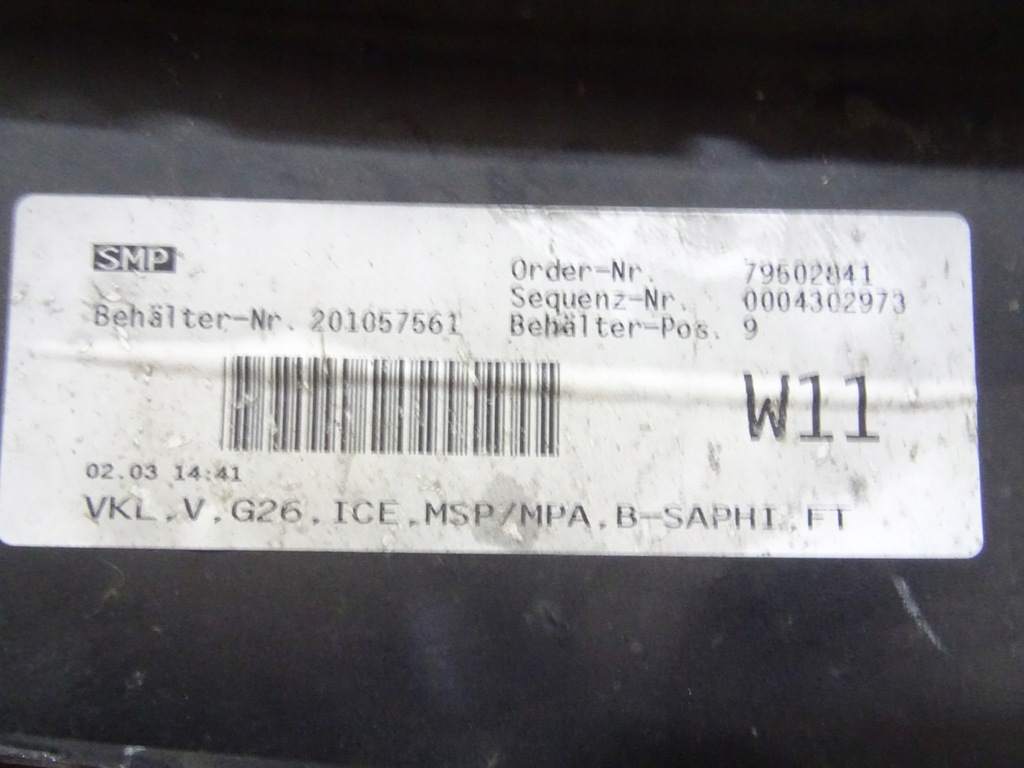 SMP
Order-Nr. 79502841
Sequenz-Nr. 0004302973
Behälter-Nr. 201057561 Behälter-Pos. 9
W11
02.03 14:41
VKL,V,G26,ICE,MSP/MPA,B-SAPHI,FT